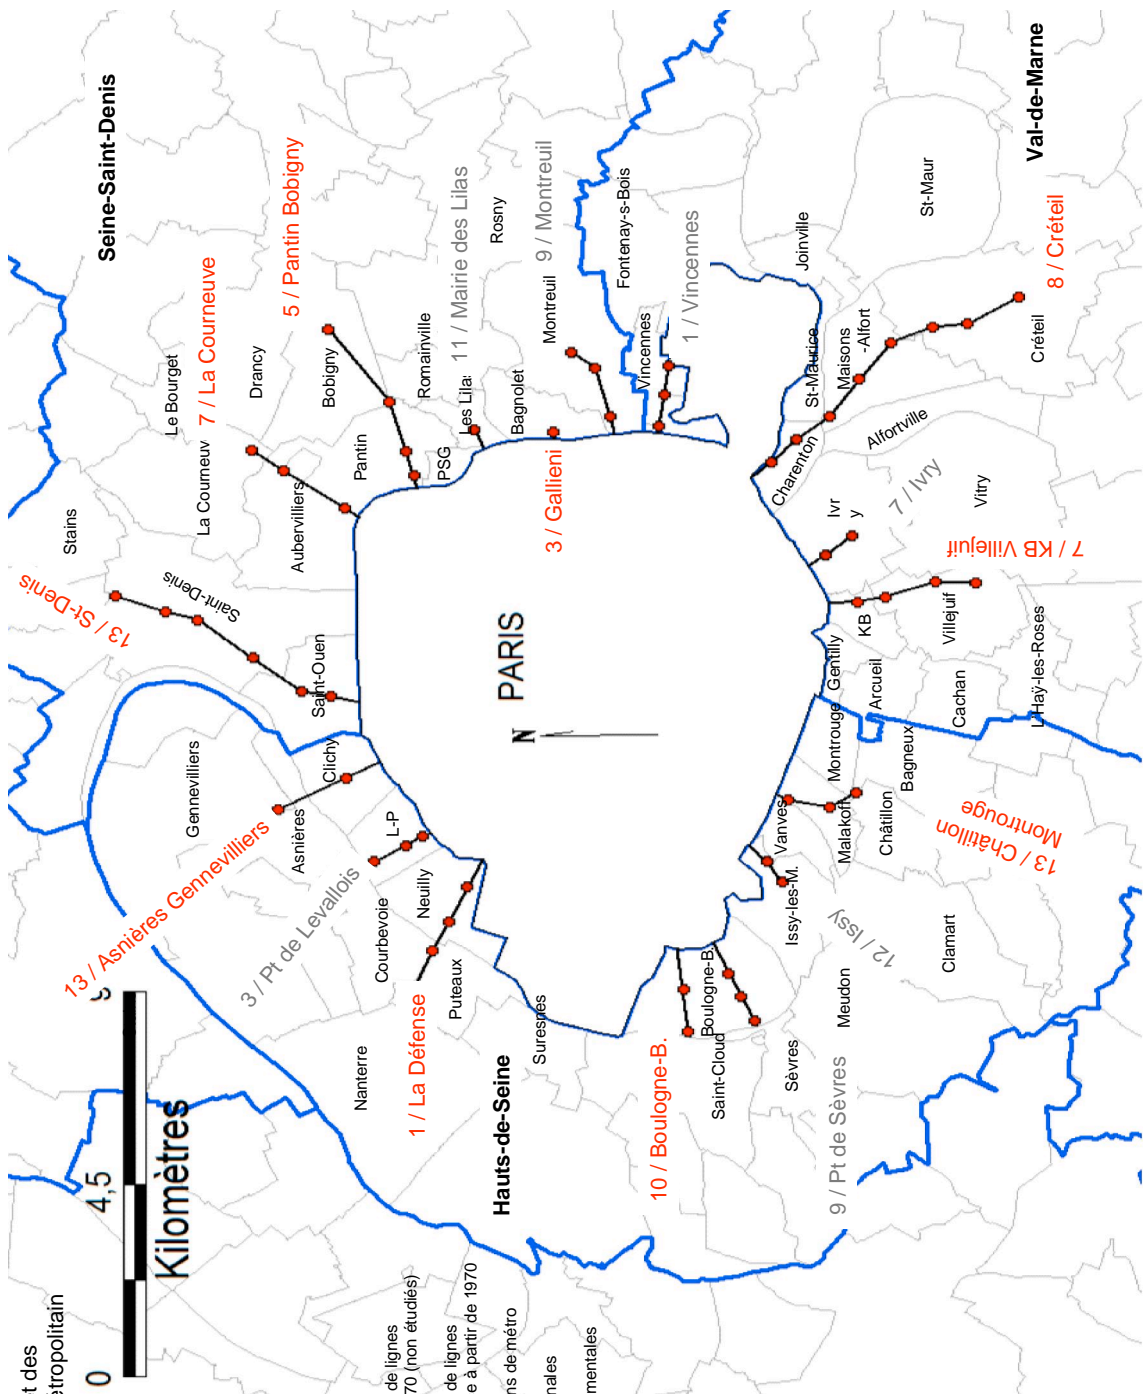 t des
étropolitain
0
4,5
9
Kilomètres
de lignes
70 (non étudiés)
de lignes
e à partir de 1970
ns de métro
nales
mentales
Seine-Saint-Denis
Hauts-de-Seine
Val-de-Marne
PARIS
N
13 / Asnières Gennevilliers
3 / Pt de Levallois
1 / La Défense
10 / Boulogne-B.
9 / Pt de Sèvres
12 / Issy
13 / Châtillon
Montrouge
7 / KB Villejuif
7 / Ivry
8 / Créteil
1 / Vincennes
9 / Montreuil
3 / Gallieni
11 / Mairie des Lilas
5 / Pantin Bobigny
7 / La Courneuve
13 / St-Denis
Stains
Saint-Denis
Saint-Ouen
La Courneuv
Le Bourget
Aubervilliers
Drancy
Bobigny
Pantin
PSG
Romainville
Les Lila
Rosny
Bagnolet
Montreuil
Fontenay-s-Bois
Vincennes
Joinville
St-Maurice
Maisons
-Alfort
St-Maur
Créteil
Charenton
Alfortville
Ivr
y
Vitry
KB
Villejuif
Gentilly
Arcueil
Cachan
L'Haÿ-les-Roses
Montrouge
Bagneux
Malakoff
Châtillon
Vanves
Issy-les-M.
Clamart
Meudon
Sèvres
Boulogne-B.
Saint-Cloud
Suresnes
Puteaux
Nanterre
Courbevoie
Neuilly
L-P
Asnières
Clichy
Gennevilliers